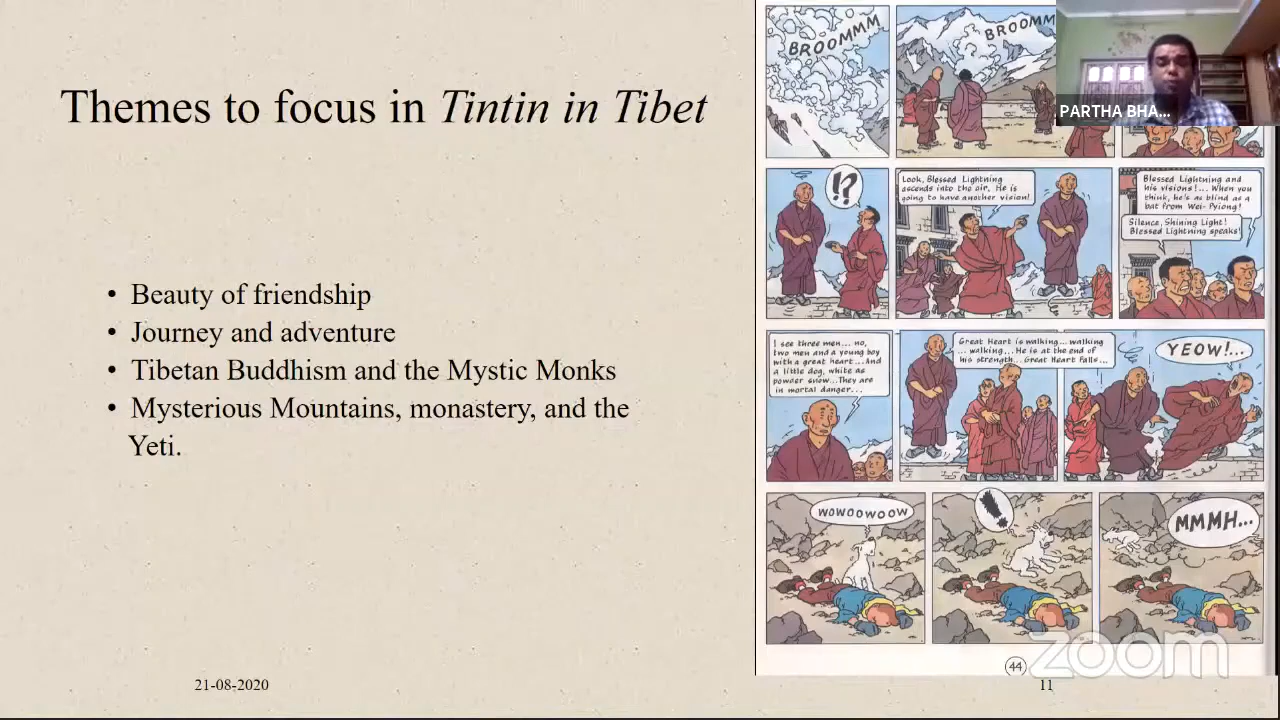 Themes to focus in Tintin in Tibet
• Beauty of friendship
• Journey and adventure
• Tibetan Buddhism and the Mystic Monks
• Mysterious Mountains, monastery, and the
Yeti.
21-08-2020
BROOMMM
BROOMM
PARTHA BHA...
!?
Look, Blessed Lightning
ascends into the air. He is
going to have another vision!
Blessed Lightning and
his visions!... When you
think, he's as blind as a
bat from Wei-Pyiong!
Silence, Shining Light!
Blessed Lightning speaks!
I see three men... no,
two men and a young boy
with a great heart... And
a little dog, white as
powder snow... They are
in mortal danger...
Great Heart is walking... walking
... walking... He is at the end of
his strength... Great Heart falls...
YEOW!...
WOWOOWOOW
!
MMMH...
44
zoom
11